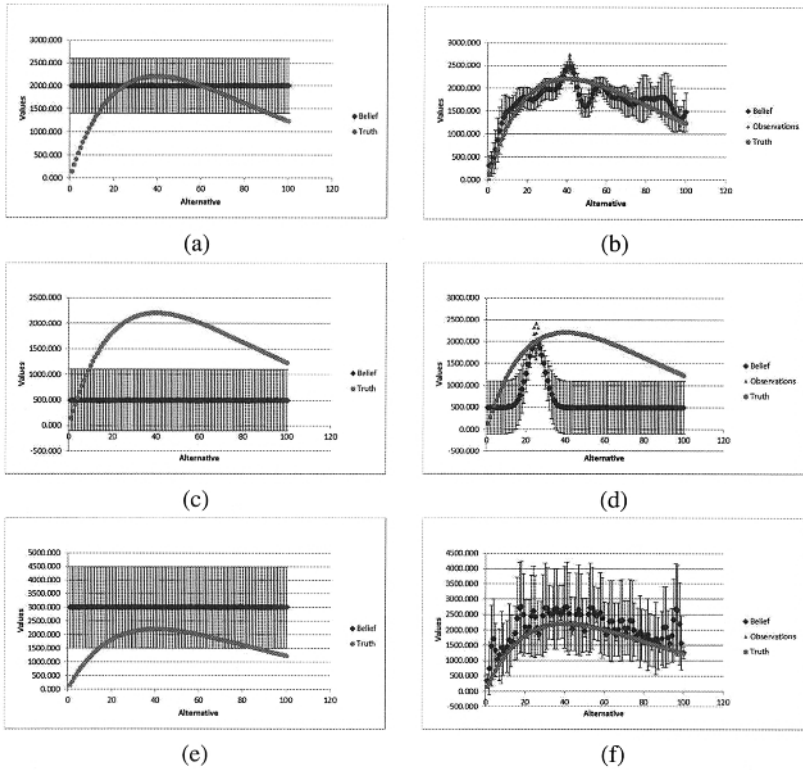 3000.000
2500.000
2000.000
1500.000
1000.000
500.000
0.000
Values
0 20 40 60 80 100 120
Alternative
Belief
Truth
(a)
3000.000
2500.000
2000.000
1500.000
1000.000
500.000
0.000
Values
0 20 40 60 80 100 120
Alternative
Belief
Observations
Truth
(b)
2500.000
2000.000
1500.000
1000.000
500.000
0.000
-500.000
Values
0 20 40 60 80 100 120
Alternative
Belief
Truth
(c)
3000.000
2500.000
2000.000
1500.000
1000.000
500.000
0.000
-500.000
Values
0 20 40 60 80 100 120
Alternative
Belief
Observations
Truth
(d)
5000.000
4500.000
4000.000
3500.000
3000.000
2500.000
2000.000
1500.000
1000.000
500.000
0.000
Values
0 20 40 60 80 100 120
Alternative
Belief
Truth
(e)
4500.000
4000.000
3500.000
3000.000
2500.000
2000.000
1500.000
1000.000
500.000
0.000
-500.000
Values
0 20 40 60 80 100 120
Alternative
Belief
Observations
Truth
(f)